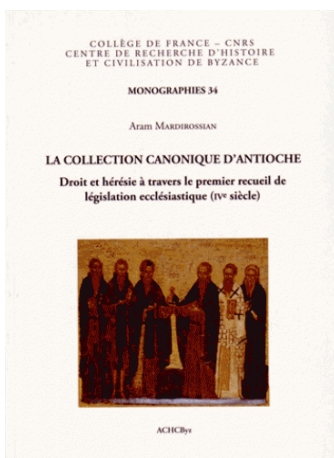 COLLÈGE DE FRANCE – CNRS
CENTRE DE RECHERCHE D'HISTOIRE
ET CIVILISATION DE BYZANCE
MONOGRAPHIES 34
Aram MARDIROSSIAN
LA COLLECTION CANONIQUE D'ANTIOCHE
Droit et hérésie à travers le premier recueil de
législation ecclésiastique (IVe siècle)
ACHCByz